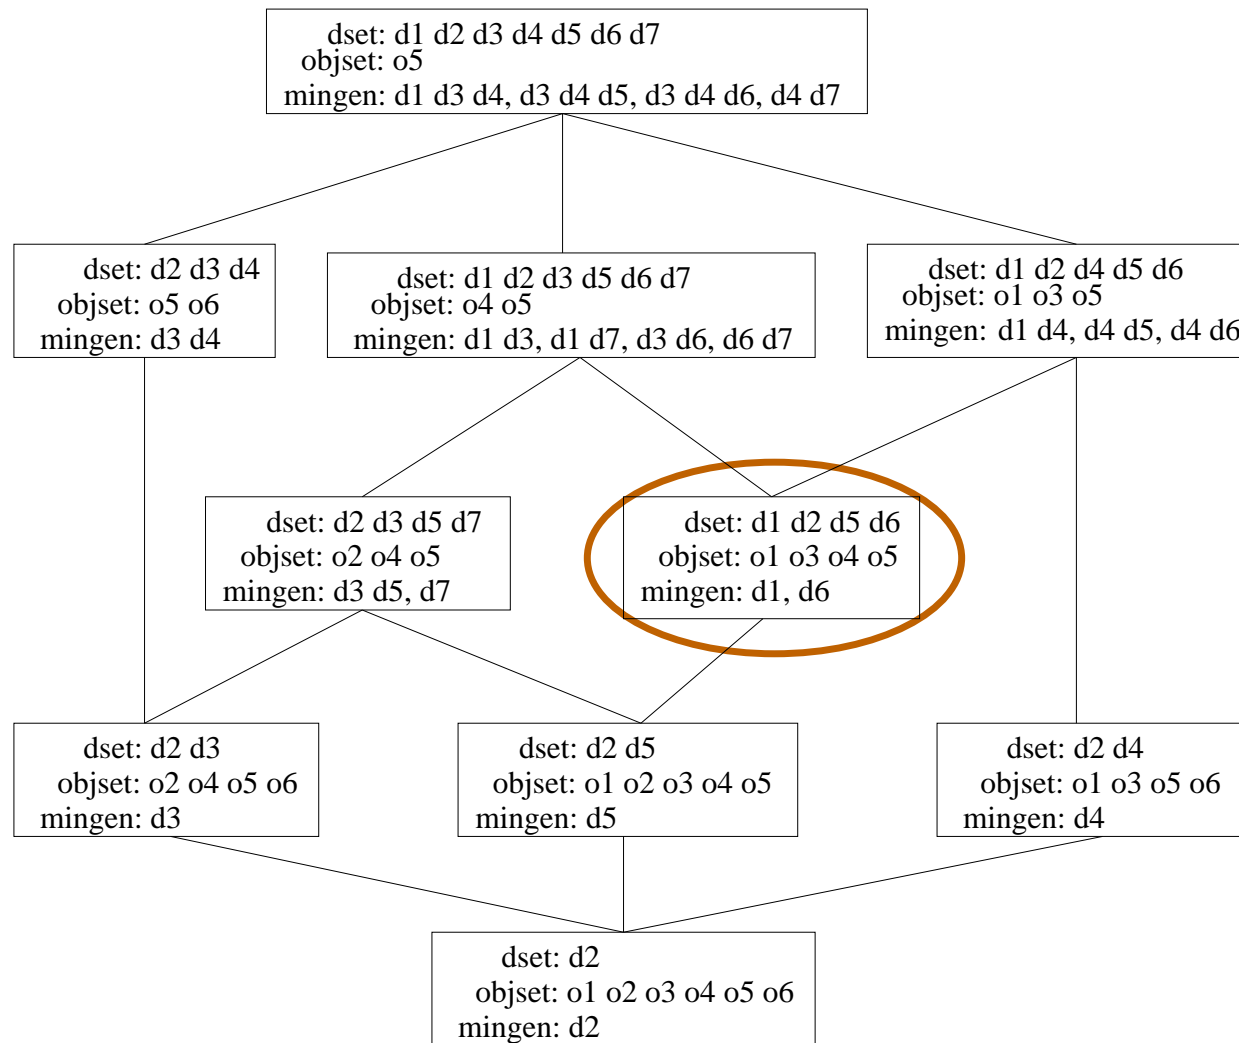 dset: d1 d2 d3 d4 d5 d6 d7
objset: o5
mingen: d1 d3 d4, d3 d4 d5, d3 d4 d6, d4 d7
dset: d2 d3 d4
objset: o5 o6
mingen: d3 d4
dset: d1 d2 d3 d5 d6 d7
objset: o4 o5
mingen: d1 d3, d1 d7, d3 d6, d6 d7
dset: d1 d2 d4 d5 d6
objset: o1 o3 o5
mingen: d1 d4, d4 d5, d4 d6
dset: d2 d3 d5 d7
objset: o2 o4 o5
mingen: d3 d5, d7
dset: d1 d2 d5 d6
objset: o1 o3 o4 o5
mingen: d1, d6
dset: d2 d3
objset: o2 o4 o5 o6
mingen: d3
dset: d2 d5
objset: o1 o2 o3 o4 o5
mingen: d5
dset: d2 d4
objset: o1 o3 o5 o6
mingen: d4
dset: d2
objset: o1 o2 o3 o4 o5 o6
mingen: d2